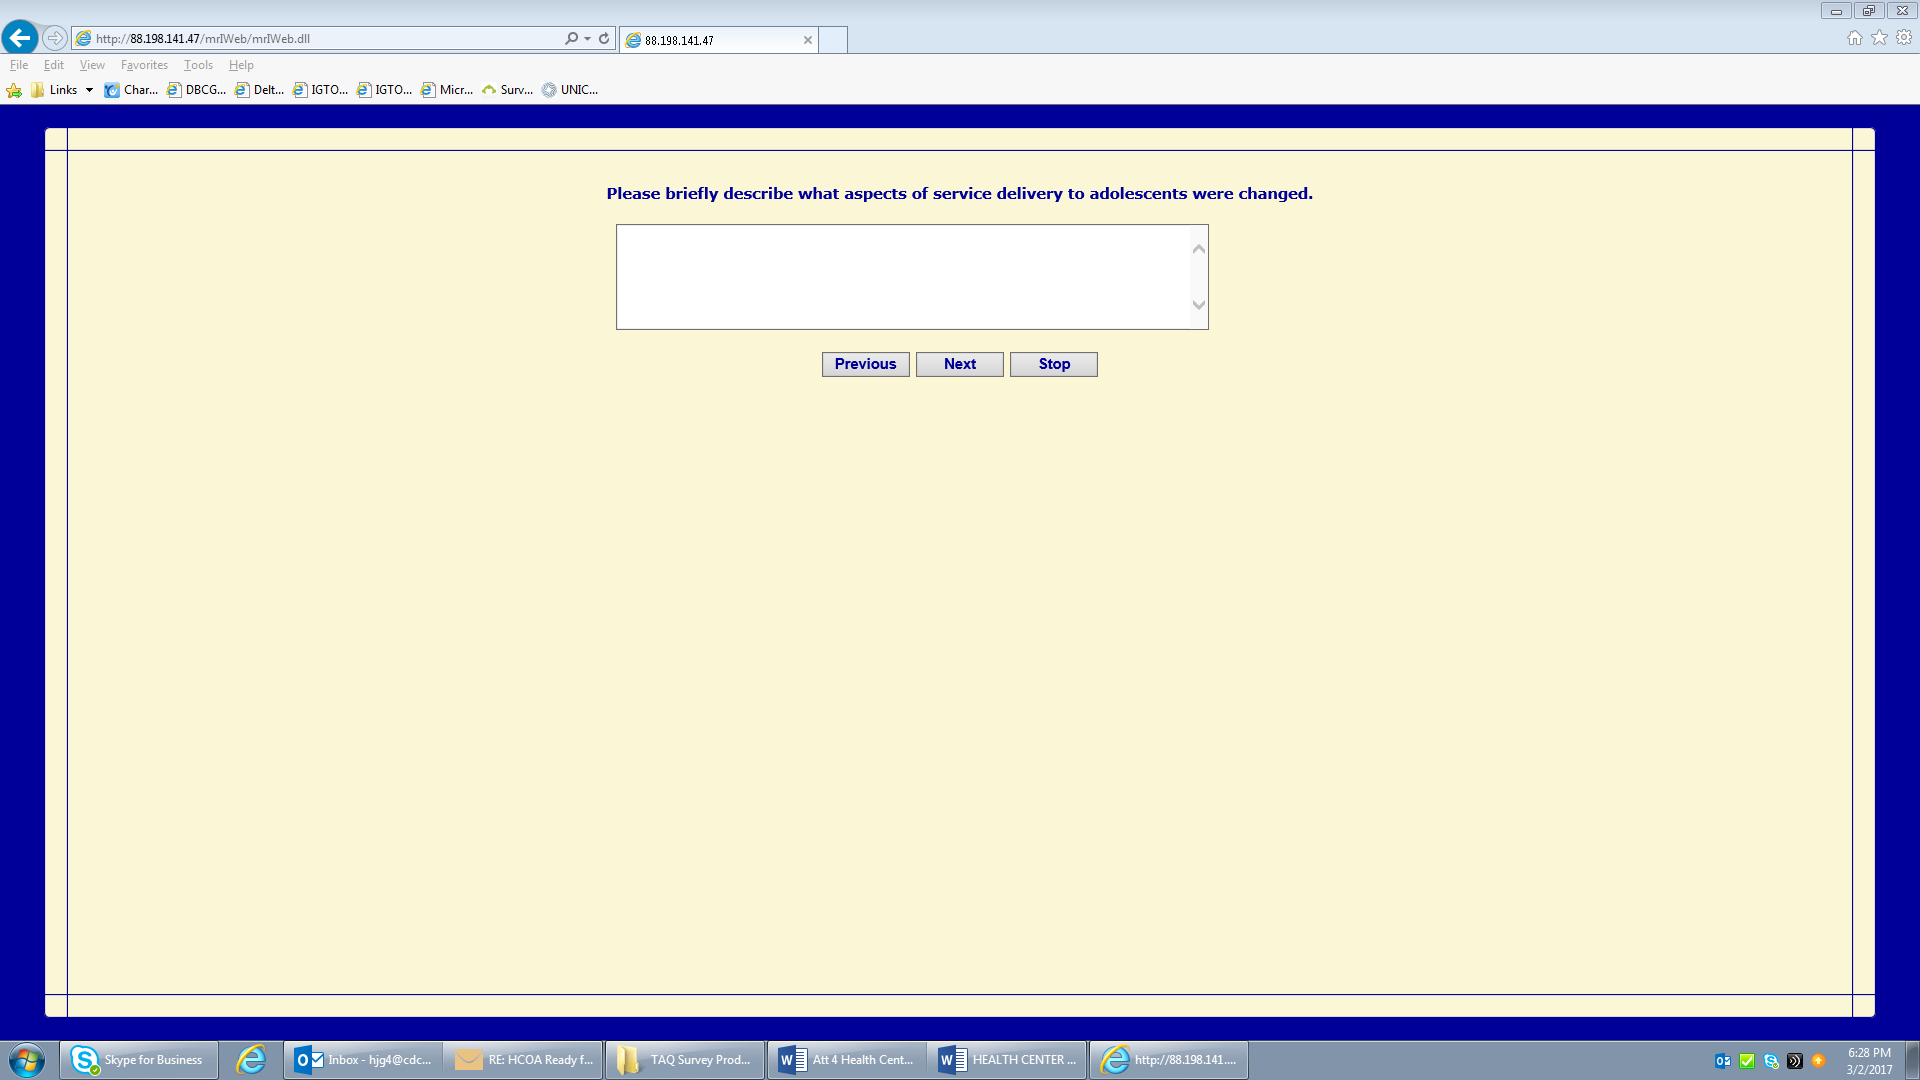 http://88.198.141.47/mrIWeb/mrIWeb.dll
88.198.141.47
File Edit View Favorites Tools Help
Links Char... DBCG... Delt... IGTO... IGTO... Micr... Surv... UNIC...
Please briefly describe what aspects of service delivery to adolescents were changed.
Previous Next Stop
Skype for Business
Inbox - hjg4@cdc...
RE: HCOA Ready f...
TAQ Survey Prod...
Att 4 Health Cent...
HEALTH CENTER ...
http://88.198.141....
6:28 PM
3/2/2017